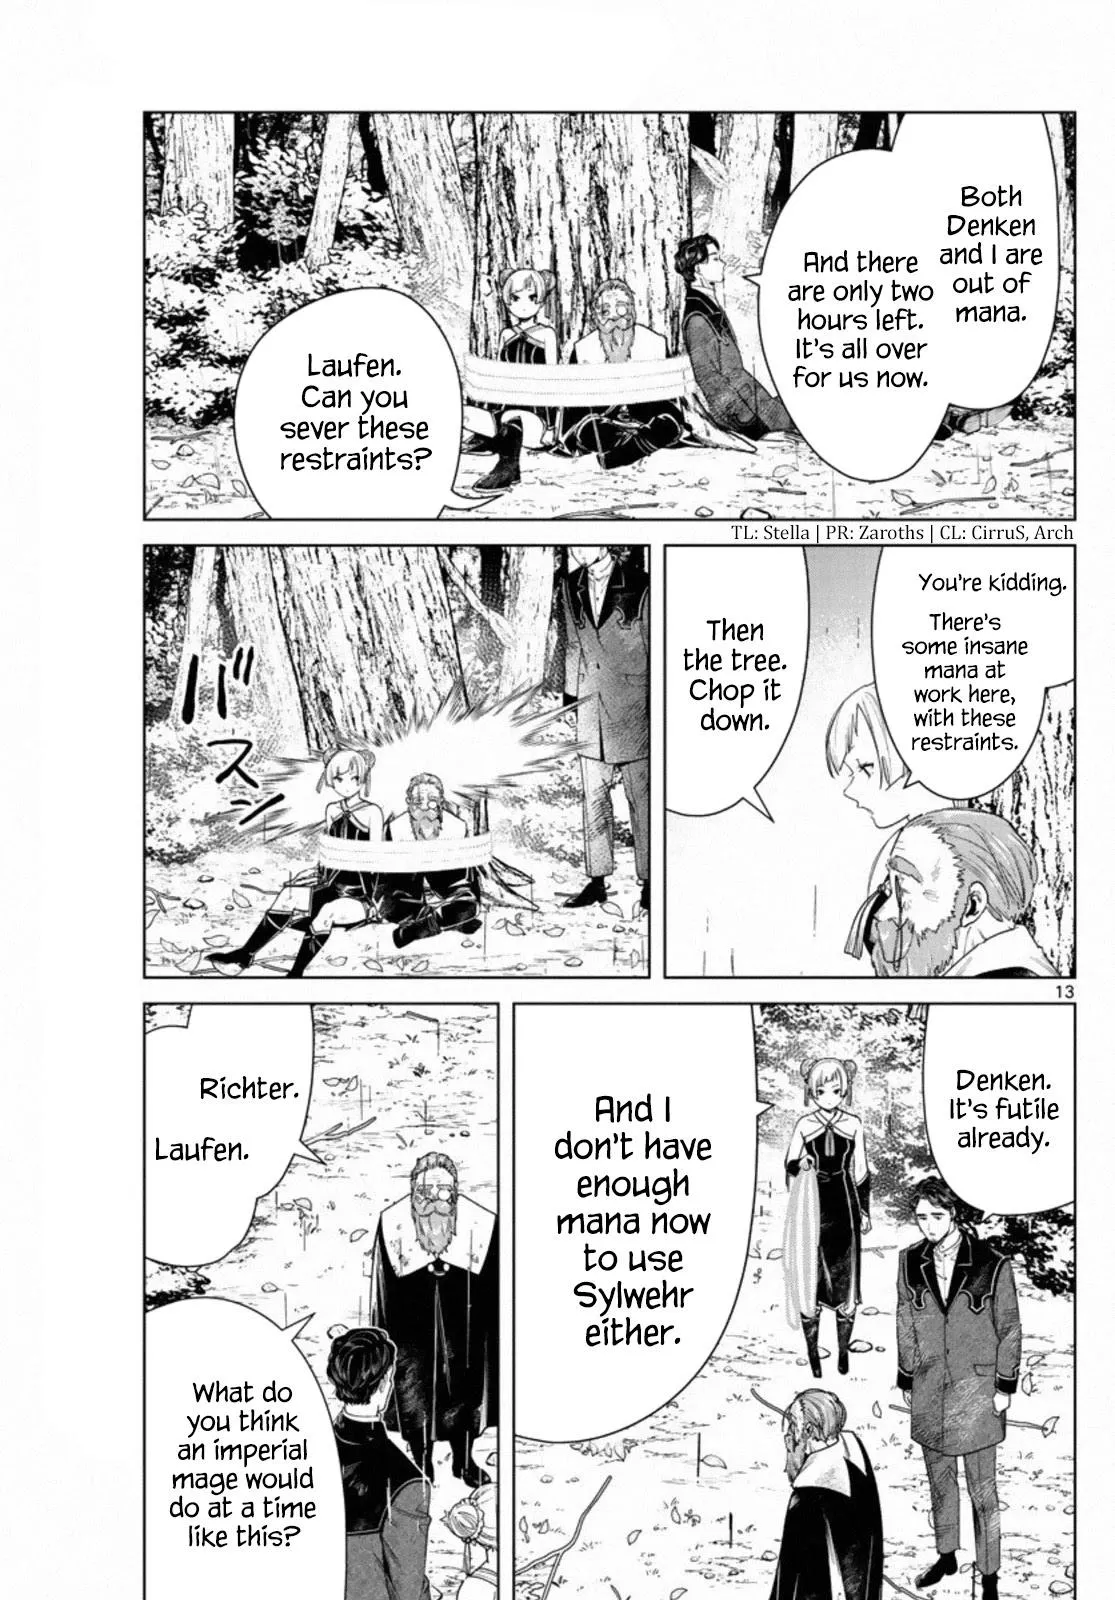 Both
Denken
and I are
out of
mana.
And there
are only two
hours left.
It's all over
for us now.
Laufen.
Can you
sever these
restraints?
TL: Stella | PR: Zaroths | CL: CirruS, Arch
You're kidding.
There's
some insane
mana at
work here,
with these
restraints.
Then
the tree.
Chop it
down.
バスン
13
Denken.
It's futile
already.
And I
don't have
enough
mana now
to use
Sylwehr
either.
Richter.
Laufen.
What do
you think
an imperial
mage would
do at a time
like this?